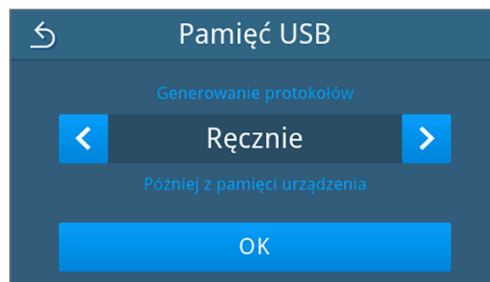 Pamięć USB
Generowanie protokołów
Ręcznie
Później z pamięci urządzenia
OK